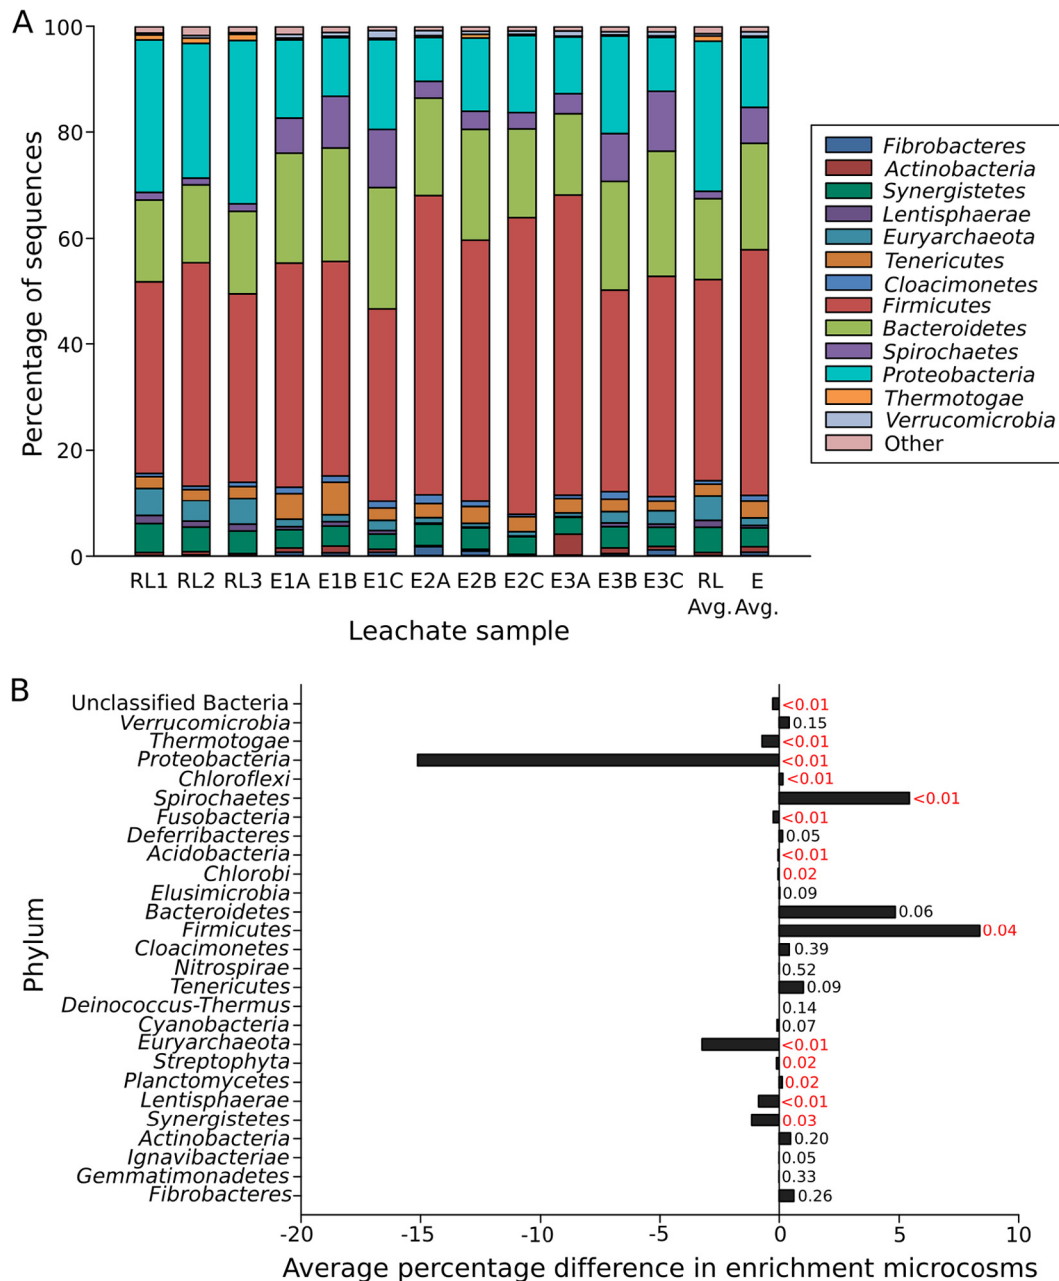 A
100
80
60
40
20
0
Percentage of sequences
RL1 RL2 RL3 E1A E1B E1C E2A E2B E2C E3A E3B E3C RL E
Avg. Avg.
Leachate sample
Fibrobacteres
Actinobacteria
Synergistetes
Lentisphaerae
Euryarchaeota
Tenericutes
Cloacimonetes
Firmicutes
Bacteroidetes
Spirochaetes
Proteobacteria
Thermotogae
Verrucomicrobia
Other
B
Phylum
Unclassified Bacteria <0.01
Verrucomicrobia 0.15
Thermotogae <0.01
Proteobacteria <0.01
Chloroflexi <0.01
Spirochaetes <0.01
Fusobacteria <0.01
Deferribacteres 0.05
Acidobacteria <0.01
Chlorobi 0.02
Elusimicrobia 0.09
Bacteroidetes 0.06
Firmicutes 0.04
Cloacimonetes 0.39
Nitrospirae 0.52
Tenericutes 0.09
Deinococcus-Thermus 0.14
Cyanobacteria 0.07
Euryarchaeota <0.01
Streptophyta 0.02
Planctomycetes 0.02
Lentisphaerae <0.01
Synergistetes 0.03
Actinobacteria 0.20
Ignavibacteriae 0.05
Gemmatimonadetes 0.33
Fibrobacteres 0.26
-20 -15 -10 -5 0 5 10
Average percentage difference in enrichment microcosms